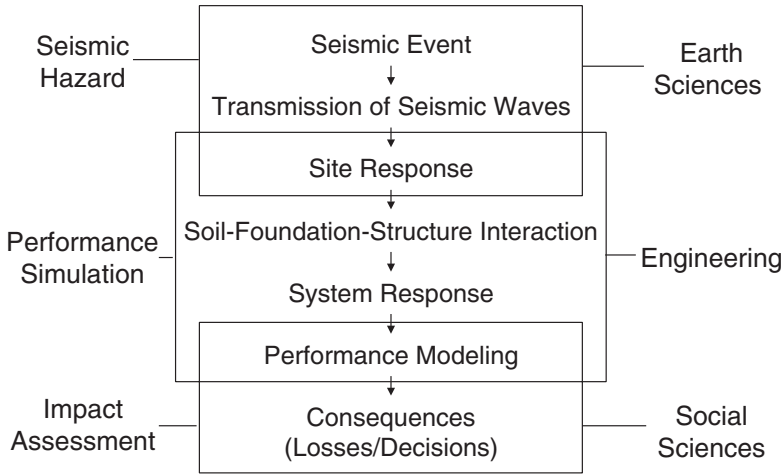 Seismic
Hazard
Seismic Event
Transmission of Seismic Waves
Earth
Sciences
Site Response
Performance
Simulation
Soil-Foundation-Structure Interaction
System Response
Engineering
Performance Modeling
Impact
Assessment
Consequences
(Losses/Decisions)
Social
Sciences